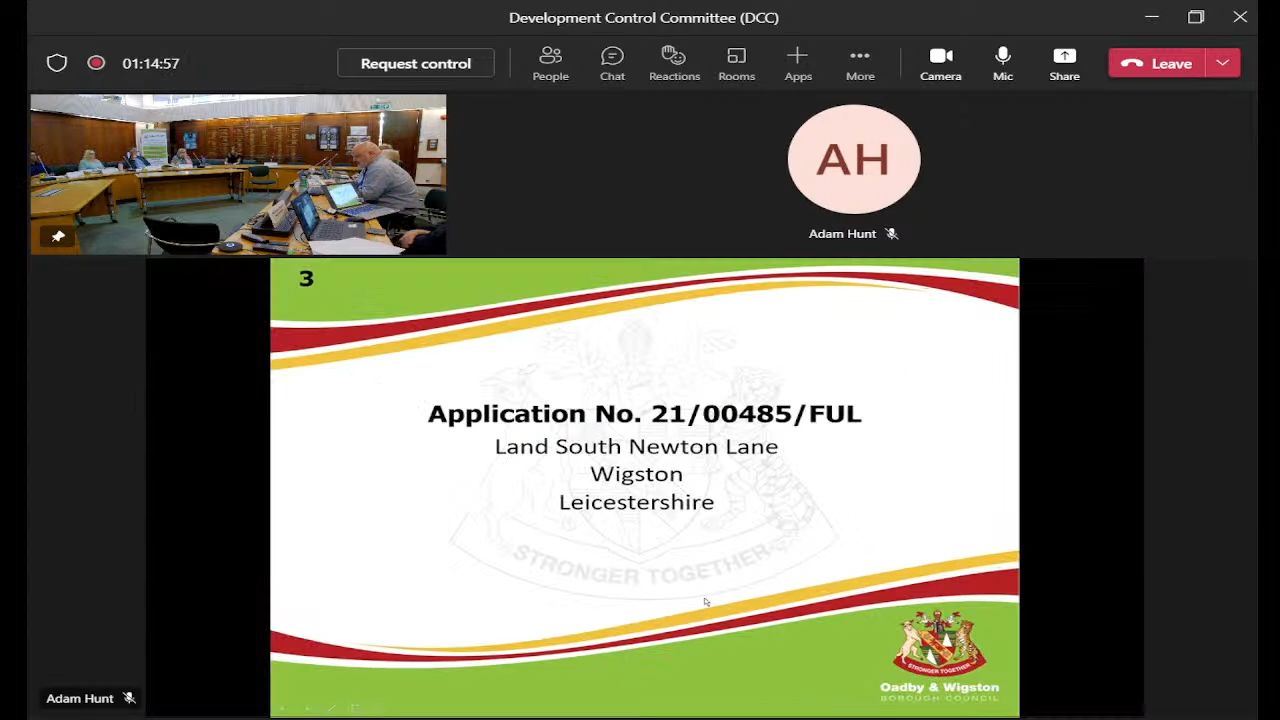 Development Control Committee (DCC)
01:14:57
Request control
People
Chat
Reactions
Rooms
Apps
More
Camera
Mic
Share
Leave
AH
Adam Hunt
3
Application No. 21/00485/FUL
Land South Newton Lane
Wigston
Leicestershire
STRONGER TOGETHER
STRONGER TOGETHER
Oadby & Wigston
BOROUGH COUNCIL
Adam Hunt